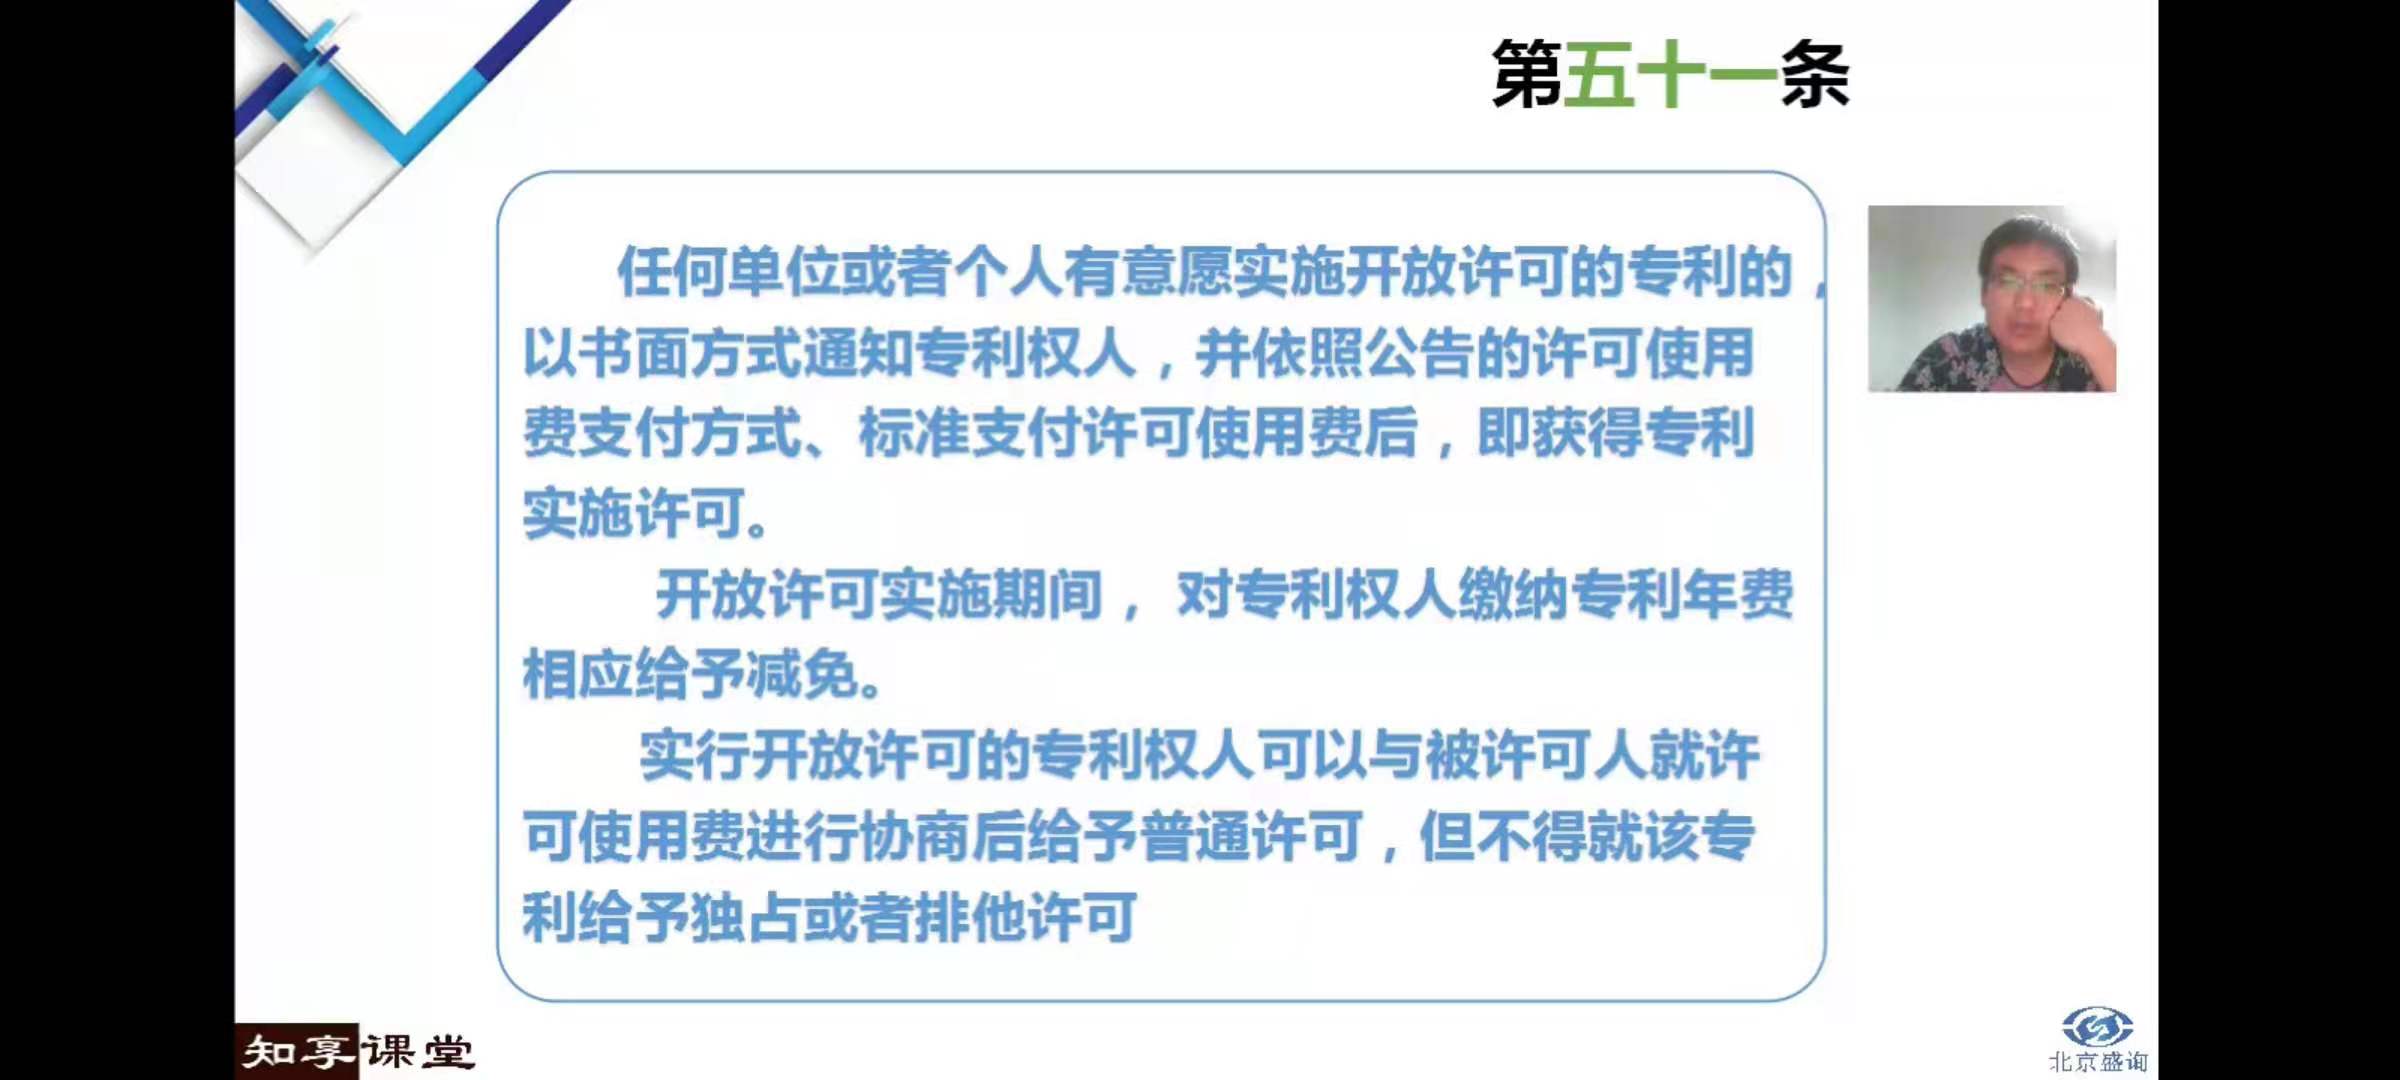 第五十一条
任何单位或者个人有意愿实施开放许可的专利的，
以书面方式通知专利权人，并依照公告的许可使用
费支付方式、标准支付许可使用费后，即获得专利
实施许可。
开放许可实施期间，对专利权人缴纳专利年费
相应给予减免。
实行开放许可的专利权人可以与被许可人就许
可使用费进行协商后给予普通许可，但不得就该专
利给予独占或者排他许可
知享课堂
北京盛询